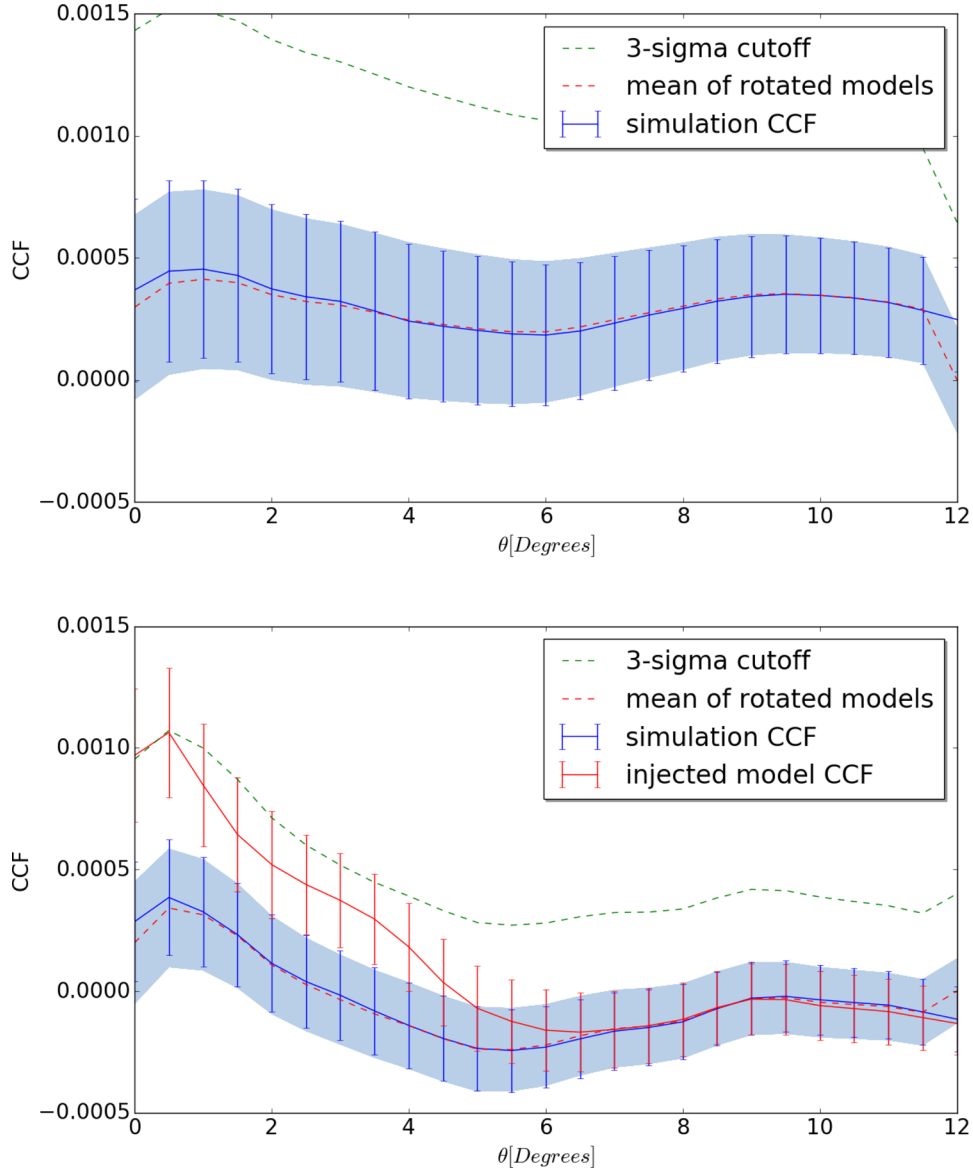 0.0015
0.0010
0.0005
0.0000
−0.0005
CCF
3-sigma cutoff
mean of rotated models
simulation CCF
0 2 4 6 8 10 12
θ[Degrees]
0.0015
0.0010
0.0005
0.0000
−0.0005
CCF
3-sigma cutoff
mean of rotated models
simulation CCF
injected model CCF
0 2 4 6 8 10 12
θ[Degrees]